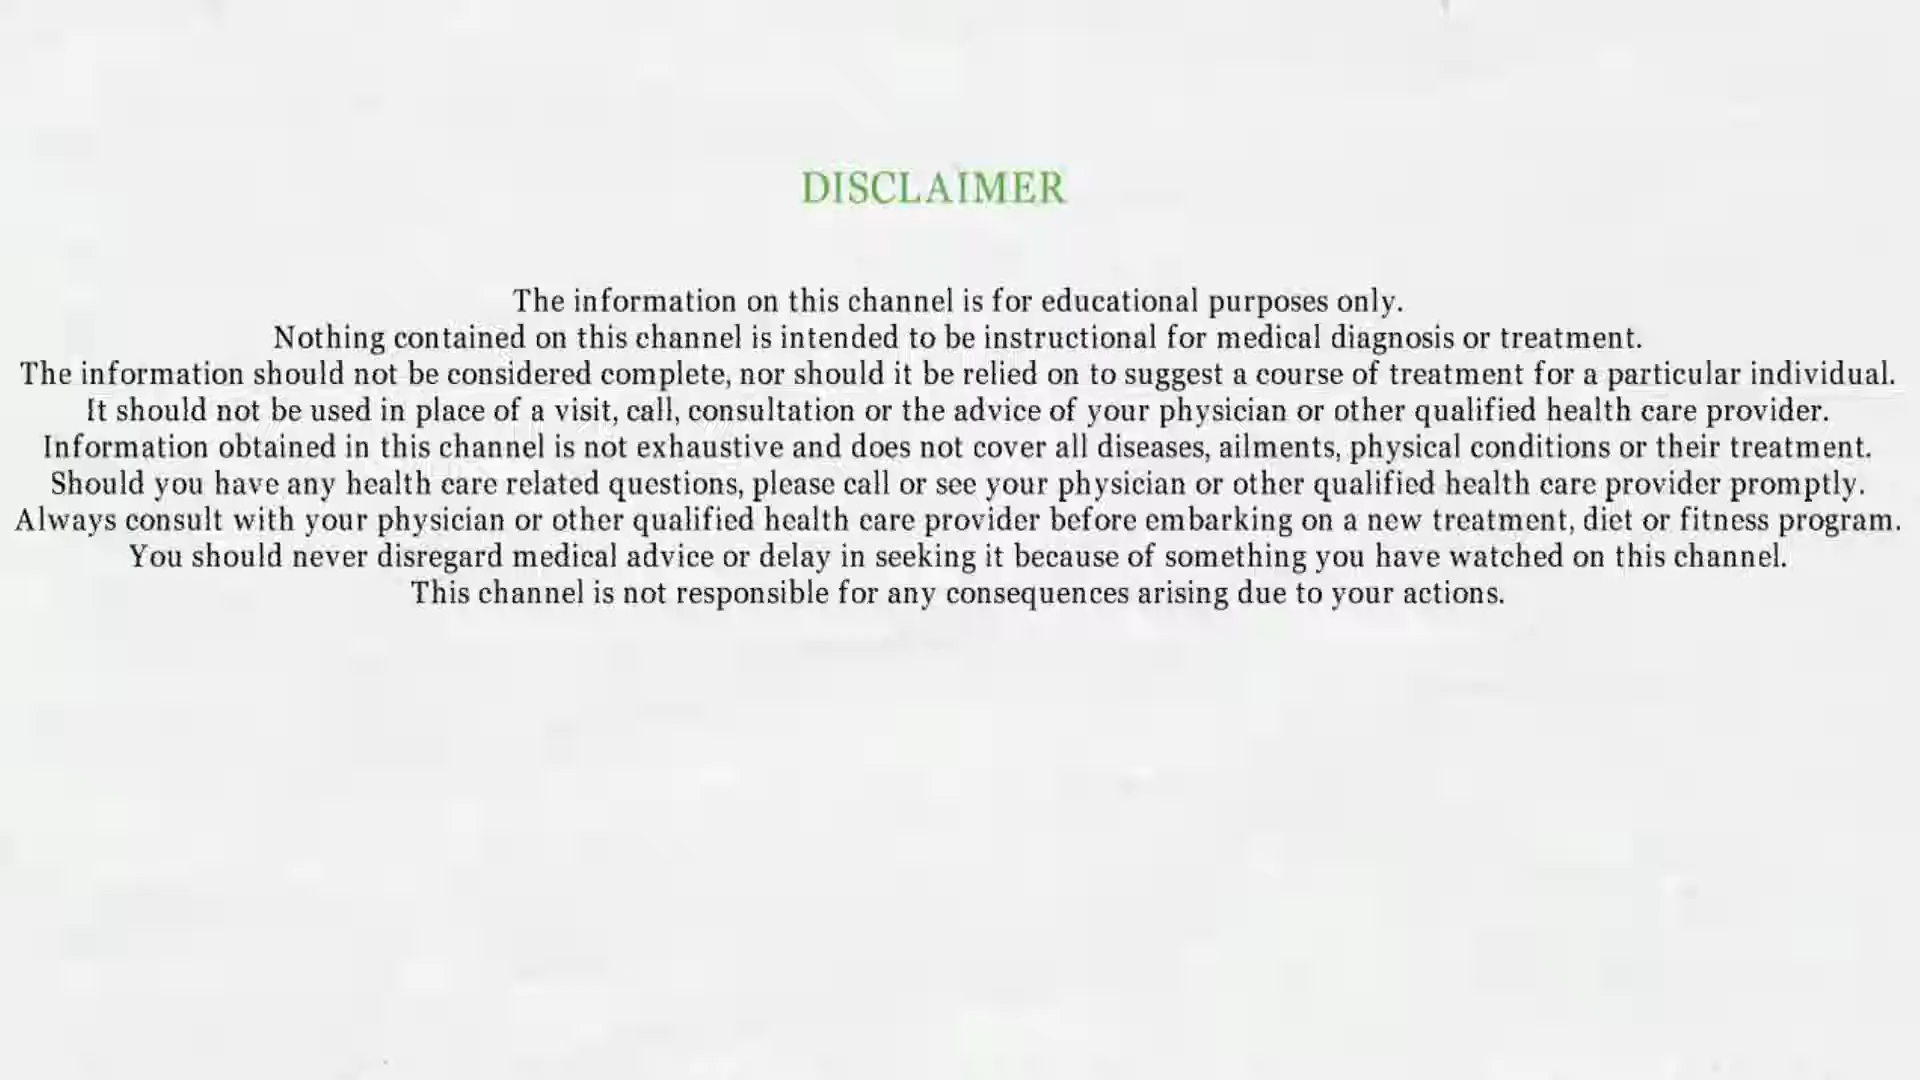 DISCLAIMER
The information on this channel is for educational purposes only.
Nothing contained on this channel is intended to be instructional for medical diagnosis or treatment.
The information should not be considered complete, nor should it be relied on to suggest a course of treatment for a particular individual.
It should not be used in place of a visit, call, consultation or the advice of your physician or other qualified health care provider.
Information obtained in this channel is not exhaustive and does not cover all diseases, ailments, physical conditions or their treatment.
Should you have any health care related questions, please call or see your physician or other qualified health care provider promptly.
Always consult with your physician or other qualified health care provider before embarking on a new treatment, diet or fitness program.
You should never disregard medical advice or delay in seeking it because of something you have watched on this channel.
This channel is not responsible for any consequences arising due to your actions.